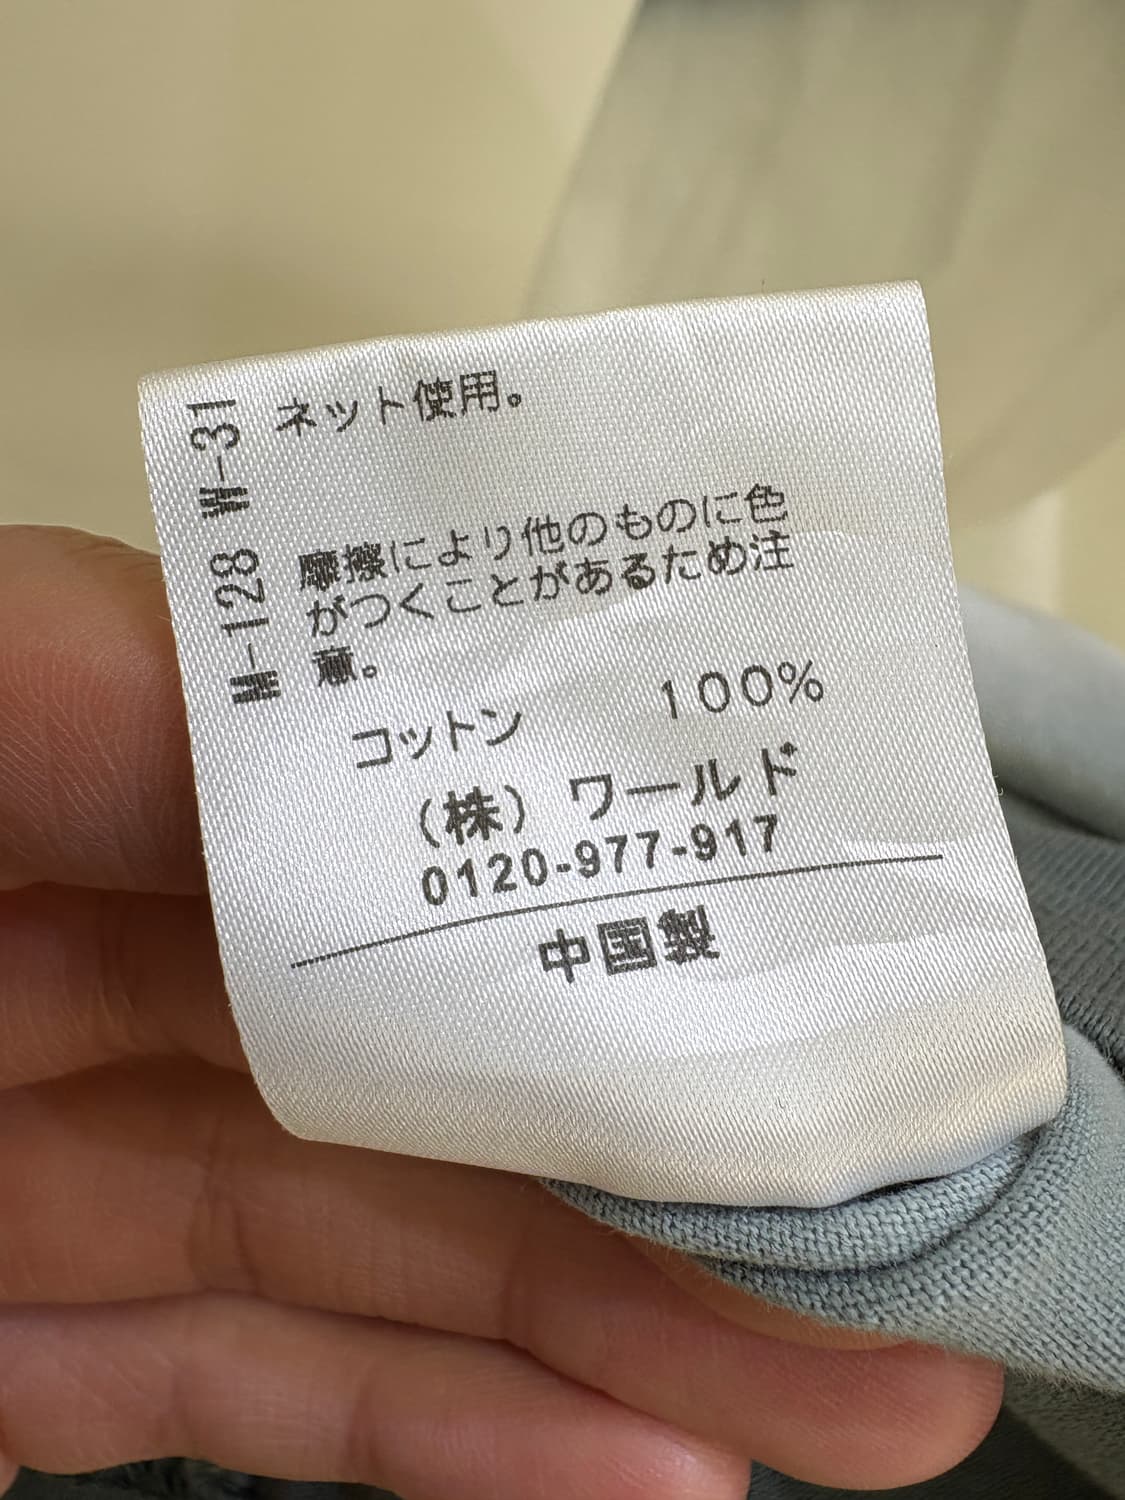 ネット使用。
摩擦により他のものに色
がつくことがあるため注
意。
コットン 100%
(株) ワールド
0120-977-917
中国製
M-128 W-31